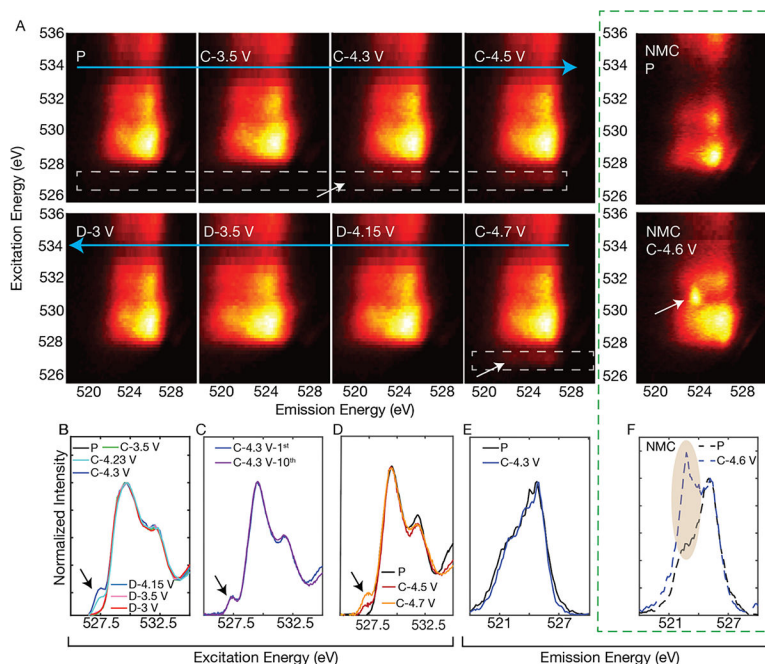 A
536
534
532
530
528
526
P
C-3.5 V
C-4.3 V
C-4.5 V
NMC
P
536
534
532
530
528
526
536
534
532
530
528
526
D-3 V
D-3.5 V
D-4.15 V
C-4.7 V
NMC
C-4.6 V
536
534
532
530
528
526
Excitation Energy (eV)
520 524 528 520 524 528 520 524 528 520 524 528
520 524 528
Emission Energy (eV)
B
P C-3.5 V
C-4.23 V
C-4.3 V
D-4.15 V
D-3.5 V
D-3 V
Normalized Intensity
527.5 532.5
C
C-4.3 V-1st
C-4.3 V-10th
527.5 532.5
D
P
C-4.5 V
C-4.7 V
527.5 532.5
E
P
C-4.3 V
521 527
F
NMC
P
C-4.6 V
521 527
Excitation Energy (eV)
Emission Energy (eV)